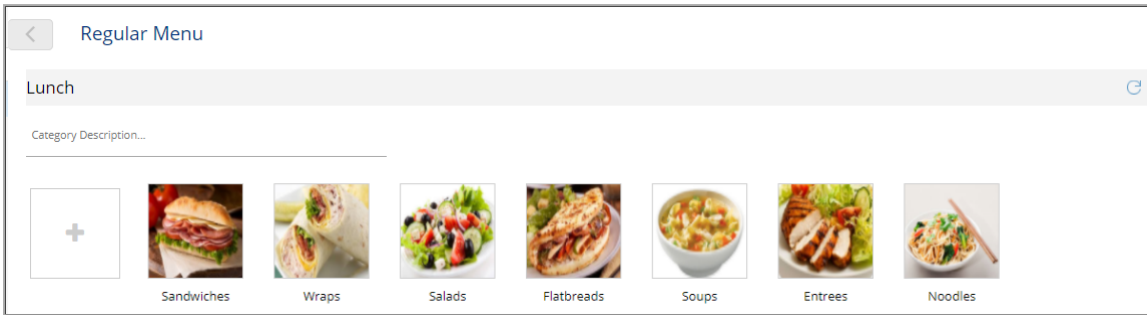 Regular Menu
Lunch
Category Description...
Sandwiches Wraps Salads Flatbreads Soups Entrees Noodles